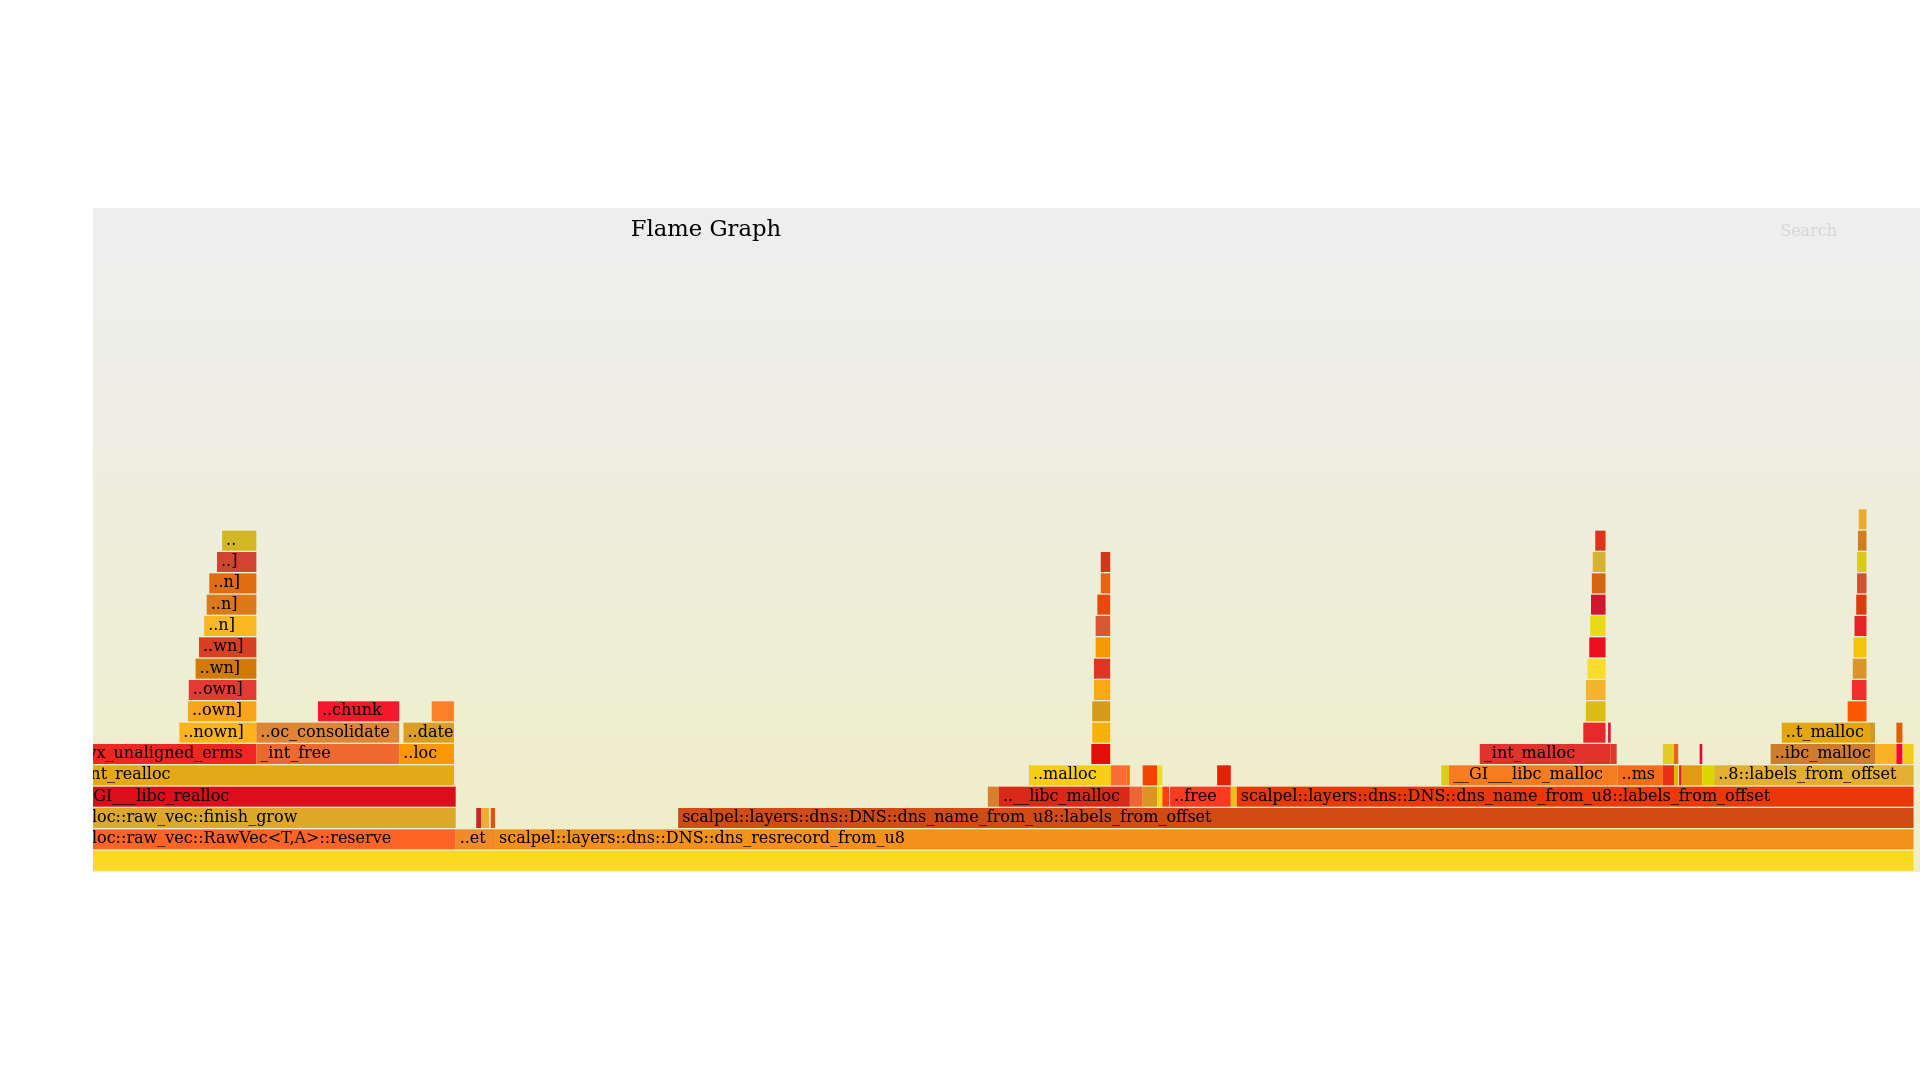 Flame Graph
Search
..
..]
..n]
..n]
..n]
..wn]
..wn]
..own]
..own] ..chunk
..nown] ..oc_consolidate ..date ..t_malloc
x_unaligned_erms _int_free ..loc _int_malloc ..ibc_malloc
nt_realloc ..malloc __GI___libc_malloc ..ms ..8::labels_from_offset
GI___libc_realloc ..__libc_malloc ..free scalpel::layers::dns::DNS::dns_name_from_u8::labels_from_offset
loc::raw_vec::finish_grow scalpel::layers::dns::DNS::dns_name_from_u8::labels_from_offset
loc::raw_vec::RawVec<T,A>::reserve ..et scalpel::layers::dns::DNS::dns_resrecord_from_u8